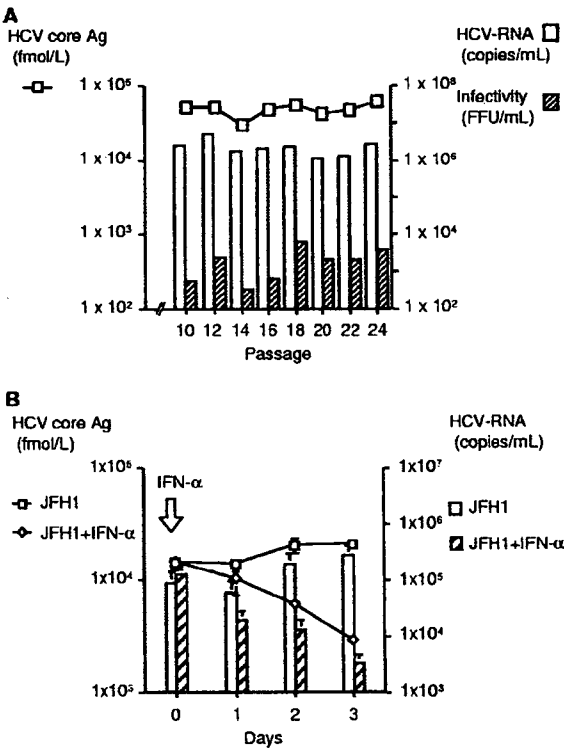 A
HCV core Ag
(fmol/L)
HCV-RNA
(copies/mL)
Infectivity
(FFU/mL)
1 x 10⁵
1 x 10⁴
1 x 10³
1 x 10²
1 x 10⁸
1 x 10⁶
1 x 10⁴
1 x 10²
10 12 14 16 18 20 22 24
Passage
B
HCV core Ag
(fmol/L)
HCV-RNA
(copies/mL)
JFH1
JFH1+IFN-α
IFN-α
JFH1
JFH1+IFN-α
1x10⁵
1x10⁴
1x10³
1x10⁷
1x10⁶
1x10⁵
1x10⁴
1x10³
0 1 2 3
Days